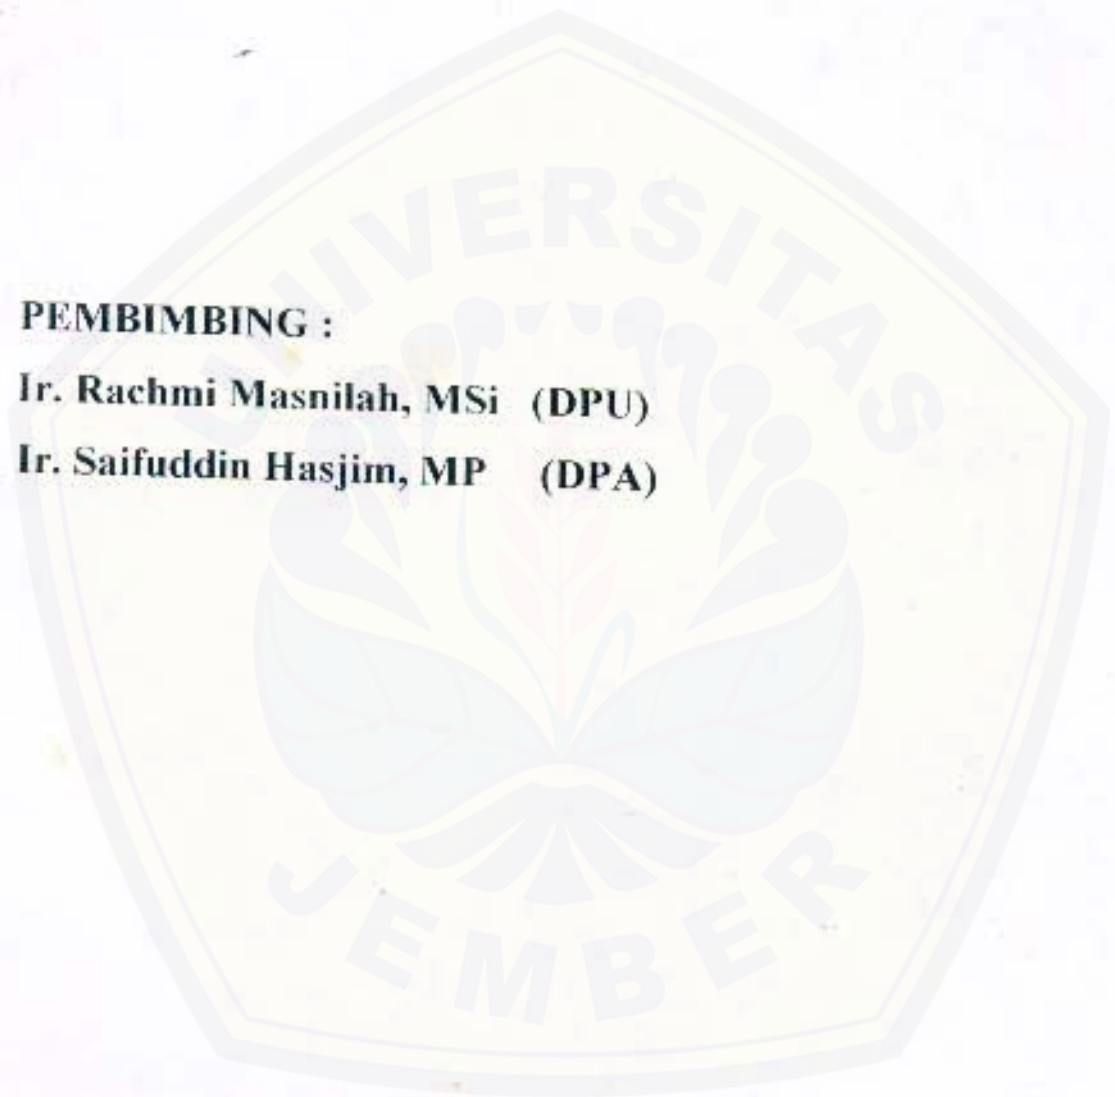 UNIVERSITAS
PEMBIMBING :
Ir. Rachmi Masnilah, MSi (DPU)
Ir. Saifuddin Hasjim, MP (DPA)
JEMBER